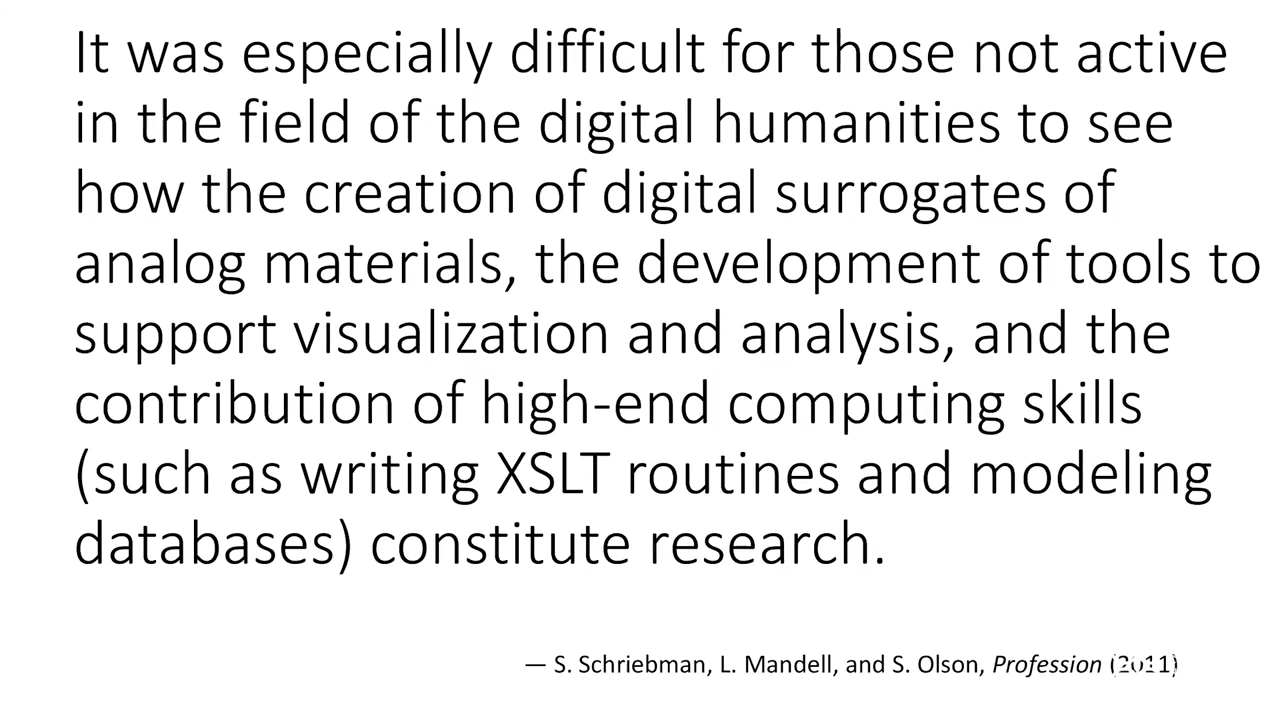 It was especially difficult for those not active
in the field of the digital humanities to see
how the creation of digital surrogates of
analog materials, the development of tools to
support visualization and analysis, and the
contribution of high-end computing skills
(such as writing XSLT routines and modeling
databases) constitute research.
— S. Schriebman, L. Mandell, and S. Olson, Profession (2011)